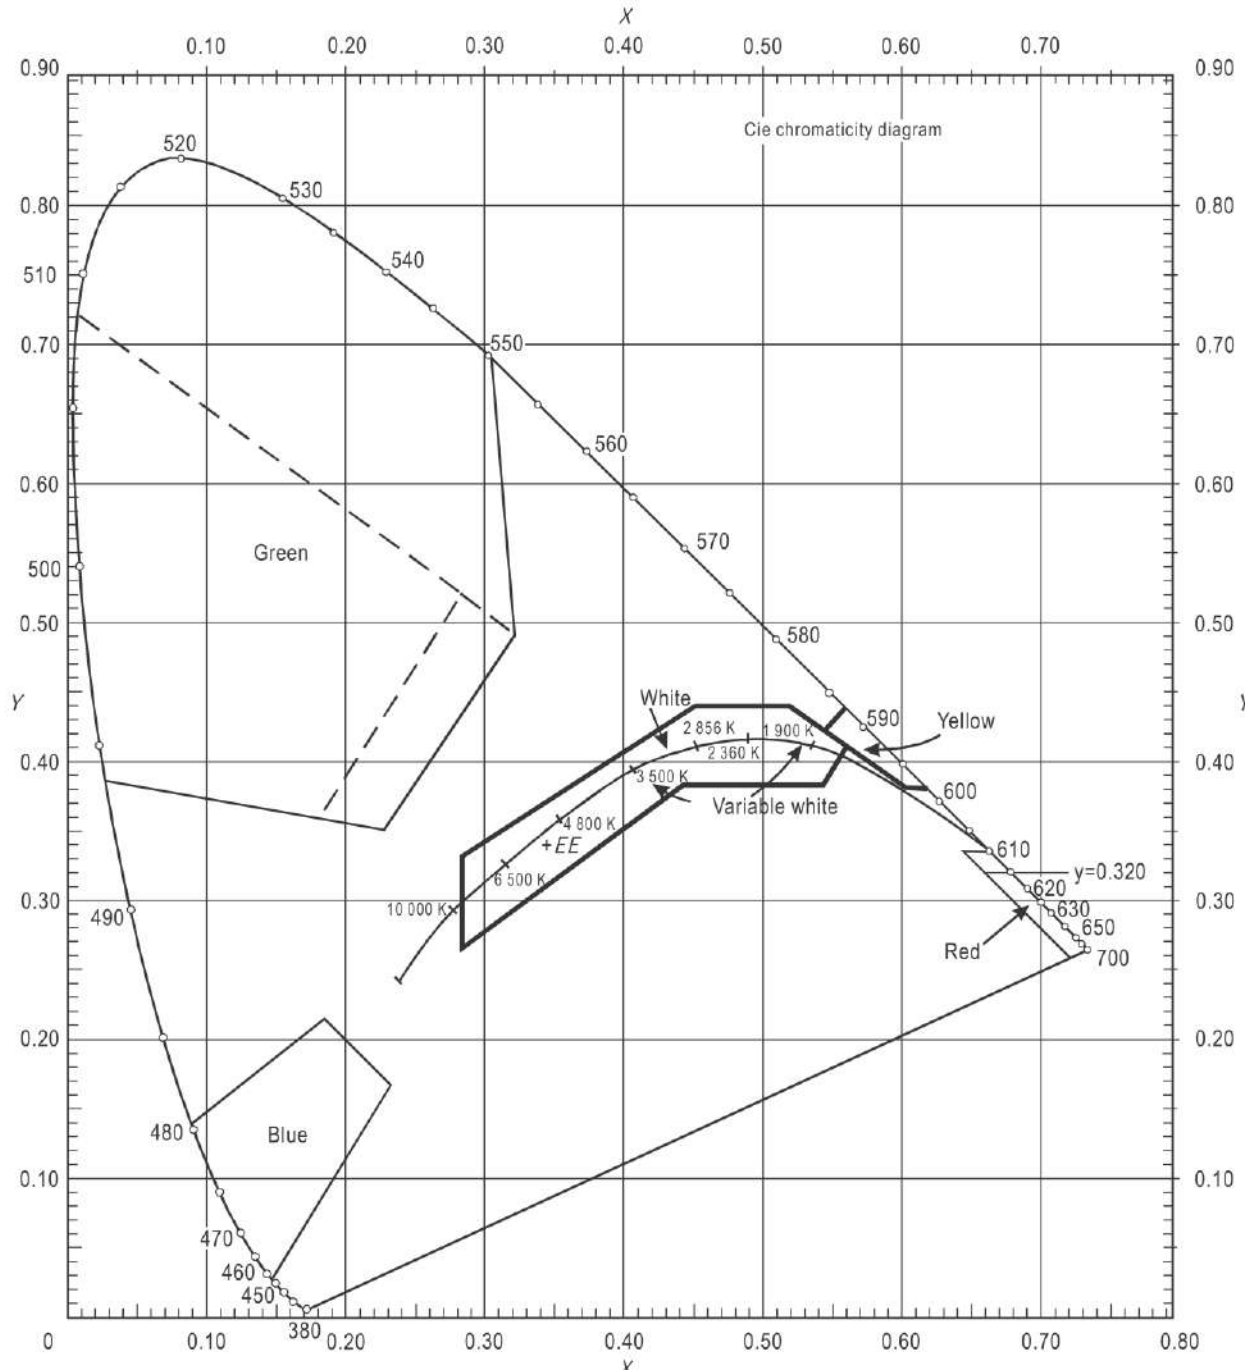 X
0.10 0.20 0.30 0.40 0.50 0.60 0.70
0.90 0.90
Cie chromaticity diagram
520
530
0.80 0.80
540
510
0.70 550 0.70
560
0.60 0.60
570
Green
500
0.50 580 0.50
White
Y 590 Yellow Y
2 856 K 1 900 K
2 360 K
0.40 0.40
3 500 K
600
Variable white
4 800 K
+EE
610
6 500 K
y=0.320
620
0.30 10 000 K 630 0.30
490
650
Red
700
0.20 0.20
480 Blue
0.10 0.10
470
460
450
380
0 0.10 0.20 0.30 0.40 0.50 0.60 0.70 0.80
X